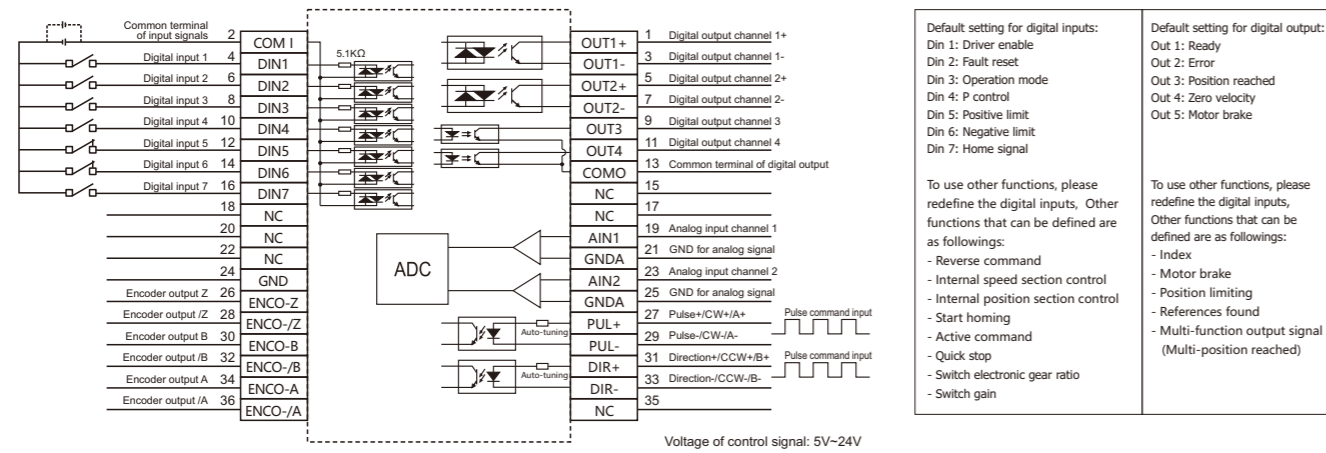 Common terminal
of input signals 2
COM I
Digital input 1 4
DIN1
Digital input 2 6
DIN2
Digital input 3 8
DIN3
Digital input 4 10
DIN4
Digital input 5 12
DIN5
Digital input 6 14
DIN6
Digital input 7 16
DIN7
18
NC
20
NC
22
NC
24
GND
Encoder output Z 26
ENCO-Z
Encoder output /Z 28
ENCO-/Z
Encoder output B 30
ENCO-B
Encoder output /B 32
ENCO-/B
Encoder output A 34
ENCO-A
Encoder output /A 36
ENCO-/A
5.1KΩ
ADC
Auto-tuning
Auto-tuning
OUT1+
1 Digital output channel 1+
OUT1-
3 Digital output channel 1-
OUT2+
5 Digital output channel 2+
OUT2-
7 Digital output channel 2-
OUT3
9 Digital output channel 3
OUT4
11 Digital output channel 4
COMO
13 Common terminal of digital output
NC
15
NC
17
AIN1
19 Analog input channel 1
GNDA
21 GND for analog signal
AIN2
23 Analog input channel 2
GNDA
25 GND for analog signal
PUL+
27 Pulse+/CW+/A+
Pulse command input
PUL-
29 Pulse-/CW-/A-
DIR+
31 Direction+/CCW+/B+
Pulse command input
DIR-
33 Direction-/CCW-/B-
NC
35
Voltage of control signal: 5V~24V
Default setting for digital inputs:
Din 1: Driver enable
Din 2: Fault reset
Din 3: Operation mode
Din 4: P control
Din 5: Positive limit
Din 6: Negative limit
Din 7: Home signal
To use other functions, please
redefine the digital inputs, Other
functions that can be defined are
as followings:
- Reverse command
- Internal speed section control
- Internal position section control
- Start homing
- Active command
- Quick stop
- Switch electronic gear ratio
- Switch gain
Default setting for digital output:
Out 1: Ready
Out 2: Error
Out 3: Position reached
Out 4: Zero velocity
Out 5: Motor brake
To use other functions, please
redefine the digital inputs,
Other functions that can be
defined are as followings:
- Index
- Motor brake
- Position limiting
- References found
- Multi-function output signal
(Multi-position reached)